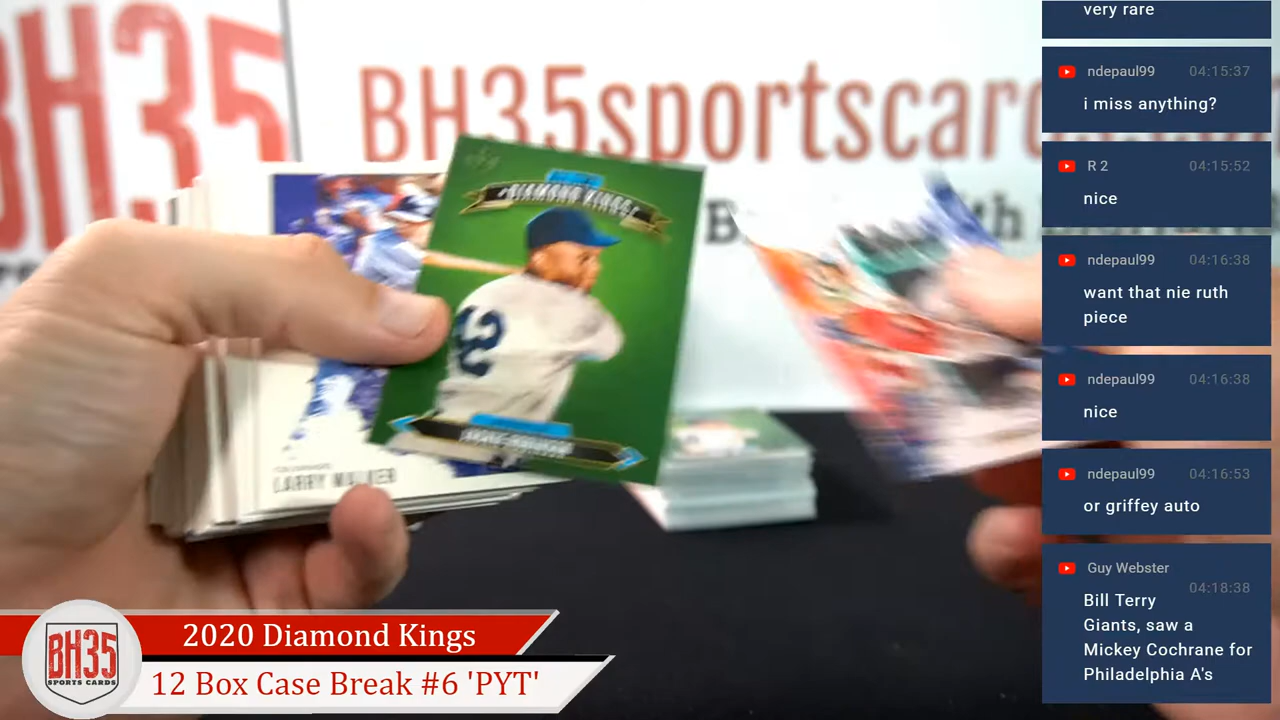 BH35
BH35sportscard
DIAMOND KINGS
42
LARRY WALKER
very rare
ndepaul99 04:15:37
i miss anything?
R 2 04:15:52
nice
ndepaul99 04:16:38
want that nie ruth
piece
ndepaul99 04:16:38
nice
ndepaul99 04:16:53
or griffey auto
Guy Webster
04:18:38
Bill Terry
Giants, saw a
Mickey Cochrane for
Philadelphia A's
BH35
SPORTS CARDS
2020 Diamond Kings
12 Box Case Break #6 'PYT'